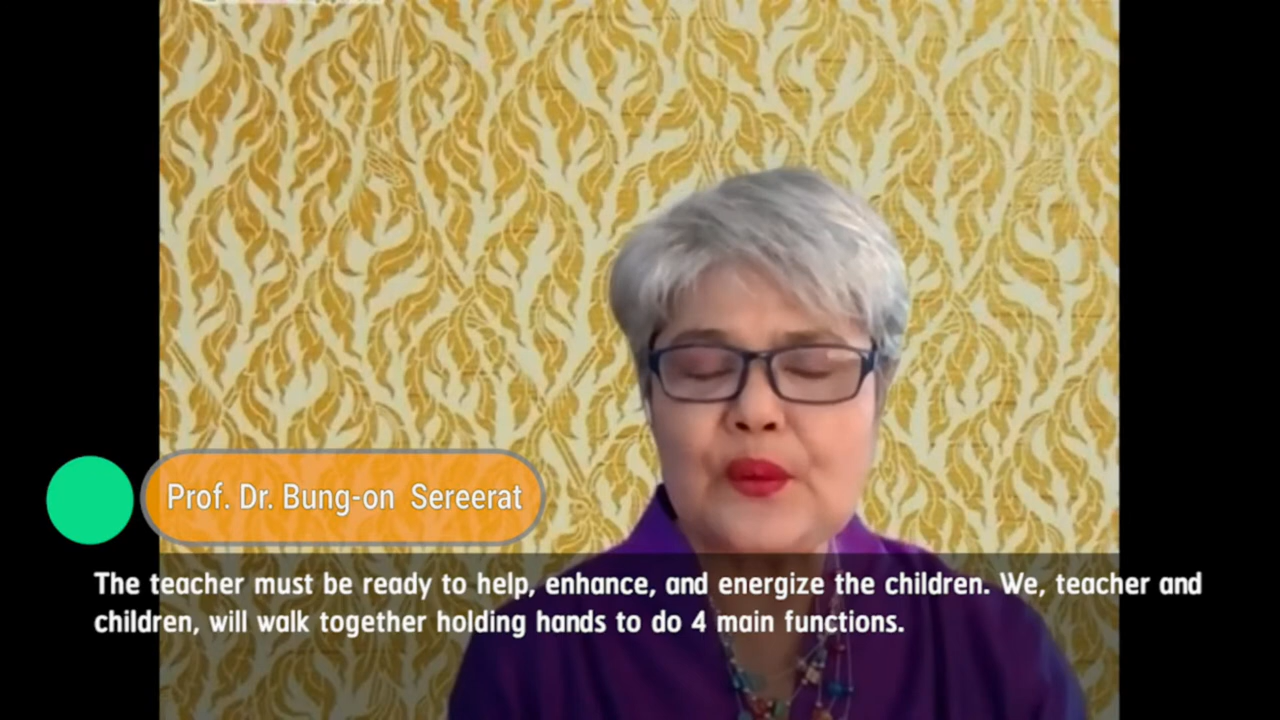 Prof. Dr. Bung-on Sereerat
The teacher must be ready to help, enhance, and energize the children. We, teacher and
children, will walk together holding hands to do 4 main functions.